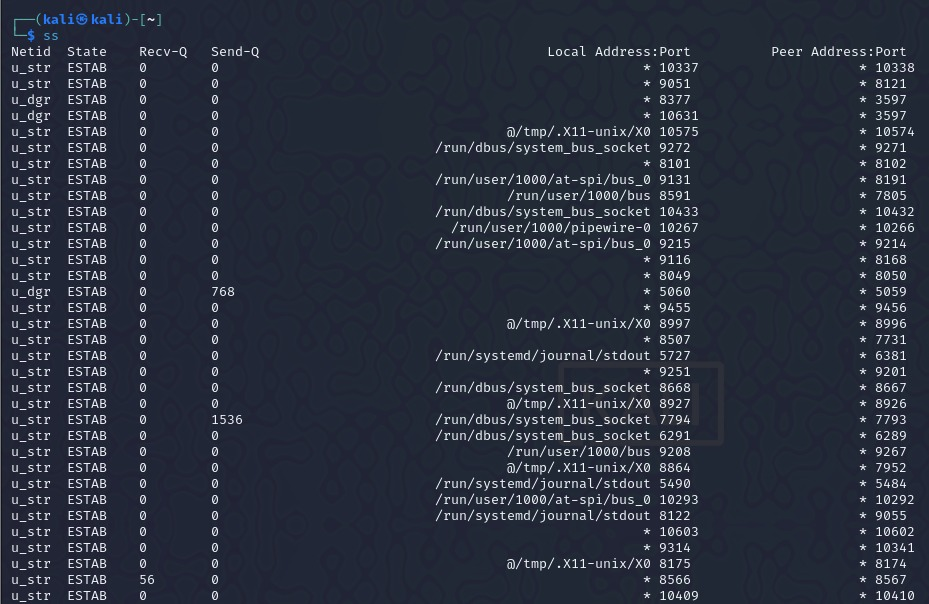 ┌──(kali㉿kali)-[~]
└─$ ss
Netid State Recv-Q Send-Q Local Address:Port Peer Address:Port
u_str ESTAB 0 0 * 10337 * 10338
u_str ESTAB 0 0 * 9051 * 8121
u_dgr ESTAB 0 0 * 8377 * 3597
u_dgr ESTAB 0 0 * 10631 * 3597
u_str ESTAB 0 0 @/tmp/.X11-unix/X0 10575 * 10574
u_str ESTAB 0 0 /run/dbus/system_bus_socket 9272 * 9271
u_str ESTAB 0 0 * 8101 * 8102
u_str ESTAB 0 0 /run/user/1000/at-spi/bus_0 9131 * 8191
u_str ESTAB 0 0 /run/user/1000/bus 8591 * 7805
u_str ESTAB 0 0 /run/dbus/system_bus_socket 10433 * 10432
u_str ESTAB 0 0 /run/user/1000/pipewire-0 10267 * 10266
u_str ESTAB 0 0 /run/user/1000/at-spi/bus_0 9215 * 9214
u_str ESTAB 0 0 * 9116 * 8168
u_str ESTAB 0 0 * 8049 * 8050
u_dgr ESTAB 0 768 * 5060 * 5059
u_str ESTAB 0 0 * 9455 * 9456
u_str ESTAB 0 0 @/tmp/.X11-unix/X0 8997 * 8996
u_str ESTAB 0 0 * 8507 * 7731
u_str ESTAB 0 0 /run/systemd/journal/stdout 5727 * 6381
u_str ESTAB 0 0 * 9251 * 9201
u_str ESTAB 0 0 /run/dbus/system_bus_socket 8668 * 8667
u_str ESTAB 0 0 @/tmp/.X11-unix/X0 8927 * 8926
u_str ESTAB 0 1536 /run/dbus/system_bus_socket 7794 * 7793
u_str ESTAB 0 0 /run/dbus/system_bus_socket 6291 * 6289
u_str ESTAB 0 0 /run/user/1000/bus 9208 * 9267
u_str ESTAB 0 0 @/tmp/.X11-unix/X0 8864 * 7952
u_str ESTAB 0 0 /run/systemd/journal/stdout 5490 * 5484
u_str ESTAB 0 0 /run/user/1000/at-spi/bus_0 10293 * 10292
u_str ESTAB 0 0 /run/systemd/journal/stdout 8122 * 9055
u_str ESTAB 0 0 * 10603 * 10602
u_str ESTAB 0 0 * 9314 * 10341
u_str ESTAB 0 0 @/tmp/.X11-unix/X0 8175 * 8174
u_str ESTAB 56 0 * 8566 * 8567
u_str ESTAB 0 0 * 10409 * 10410